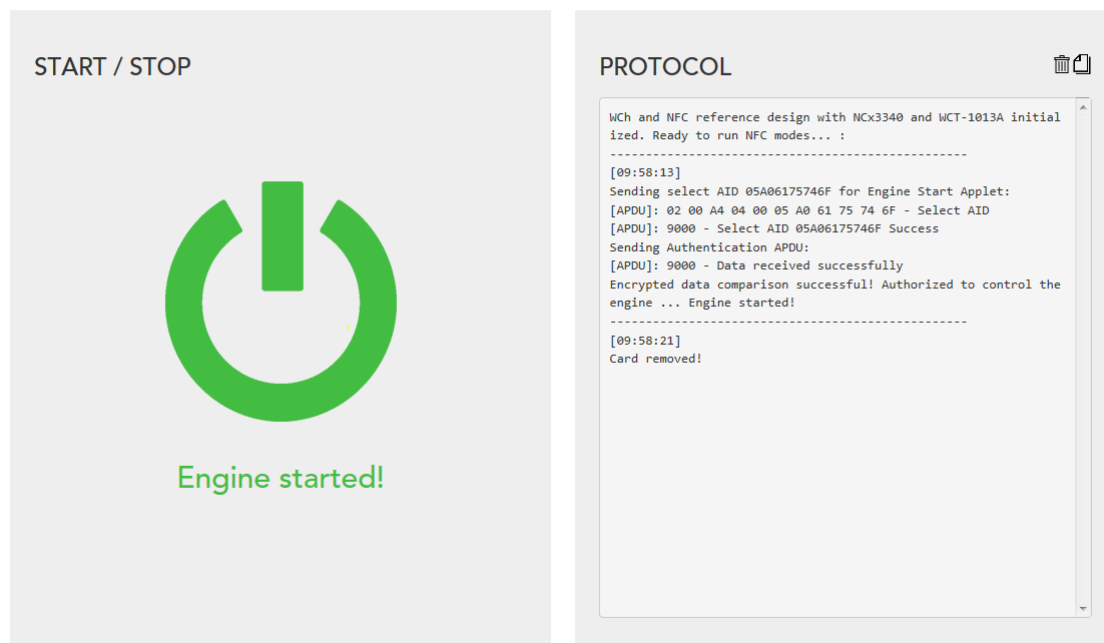 START / STOP
Engine started!
PROTOCOL
WCh and NFC reference design with NCx3340 and WCT-1013A initial
ized. Ready to run NFC modes... :
--------------------------------------------------
[09:58:13]
Sending select AID 05A06175746F for Engine Start Applet:
[APDU]: 02 00 A4 04 00 05 A0 61 75 74 6F - Select AID
[APDU]: 9000 - Select AID 05A06175746F Success
Sending Authentication APDU:
[APDU]: 9000 - Data received successfully
Encrypted data comparison successful! Authorized to control the
engine ... Engine started!
--------------------------------------------------
[09:58:21]
Card removed!